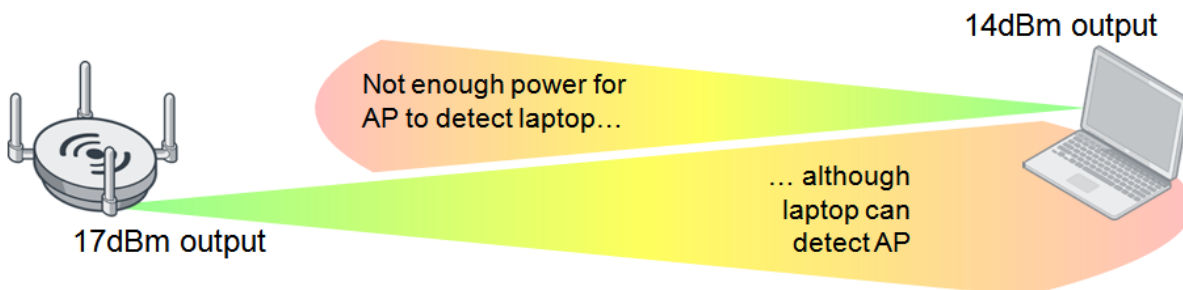 14dBm output
Not enough power for
AP to detect laptop…
… although
laptop can
detect AP
17dBm output